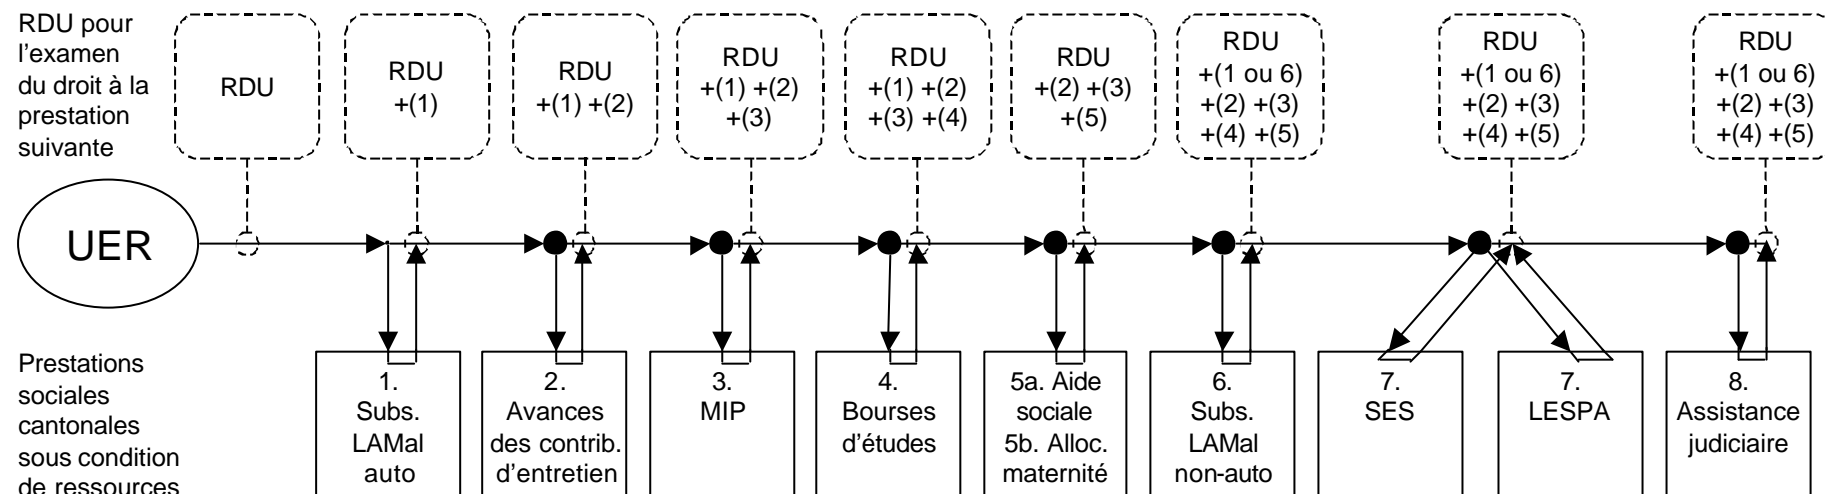 RDU pour
l'examen
du droit à la
prestation
suivante
RDU
RDU
+(1)
RDU
+(1) +(2)
RDU
+(1) +(2)
+(3)
RDU
+(1) +(2)
+(3) +(4)
RDU
+(2) +(3)
+(5)
RDU
+(1 ou 6)
+(2) +(3)
+(4) +(5)
RDU
+(1 ou 6)
+(2) +(3)
+(4) +(5)
RDU
+(1 ou 6)
+(2) +(3)
+(4) +(5)
UER
Prestations
sociales
cantonales
sous condition
de ressources
1.
Subs.
LAMal
auto
2.
Avances
des contrib.
d'entretien
3.
MIP
4.
Bourses
d'études
5a. Aide
sociale
5b. Alloc.
maternité
6.
Subs.
LAMal
non-auto
7.
SES
7.
LESPA
8.
Assistance
judiciaire